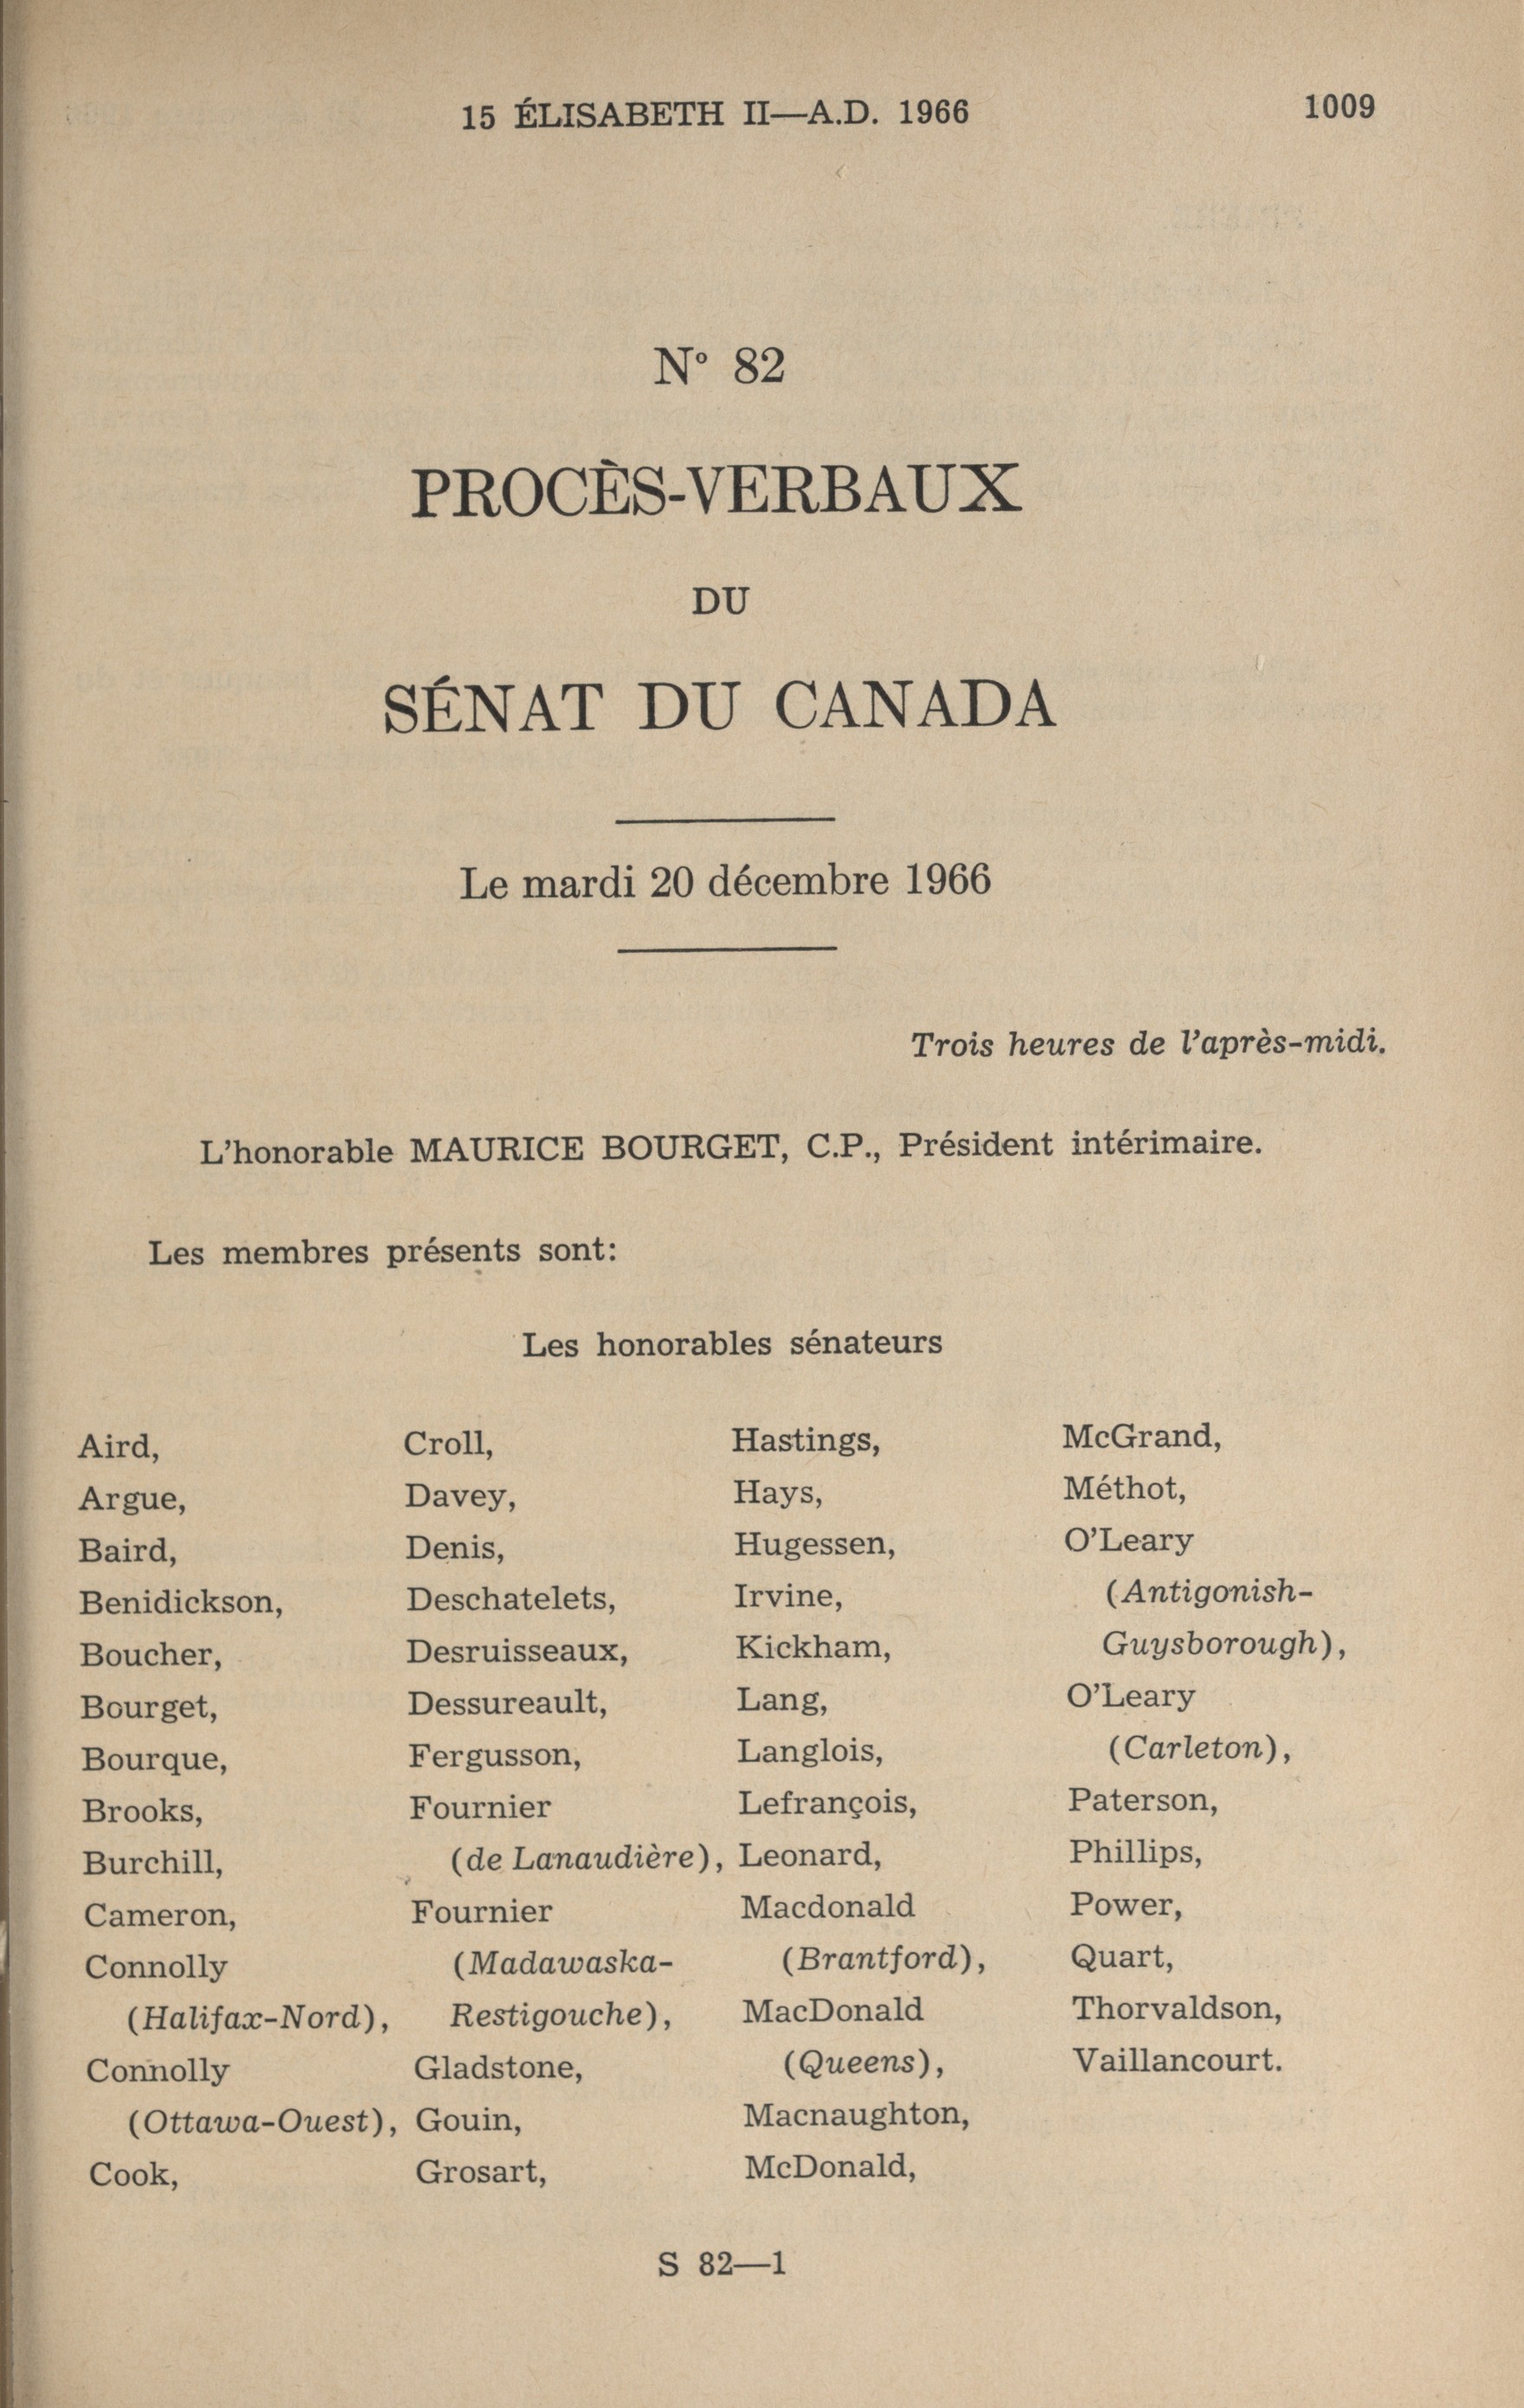 15 ÉLISABETH II—A.D. 1966
1009
N° 82
PROCÈS-VERBAUX
DU
SÉNAT DU CANADA
Le mardi 20 décembre 1966
Trois heures de l'après-midi.
L'honorable MAURICE BOURGET, C.P., Président intérimaire.
Les membres présents sont:
Les honorables sénateurs
Aird,
Argue,
Baird,
Benidickson,
Boucher,
Bourget,
Bourque,
Brooks,
Burchill,
Cameron,
Connolly
(Halifax-Nord),
Connolly
(Ottawa-Ouest),
Cook,
Croll,
Davey,
Denis,
Deschatelets,
Desruisseaux,
Dessureault,
Fergusson,
Fournier
(de Lanaudière),
Fournier
(Madawaska-
Restigouche),
Gladstone,
Gouin,
Grosart,
Hastings,
Hays,
Hugessen,
Irvine,
Kickham,
Lang,
Langlois,
Lefrançois,
Leonard,
Macdonald
(Brantford),
MacDonald
(Queens),
Macnaughton,
McDonald,
McGrand,
Méthot,
O'Leary
(Antigonish-
Guysborough),
O'Leary
(Carleton),
Paterson,
Phillips,
Power,
Quart,
Thorvaldson,
Vaillancourt.
S 82—1